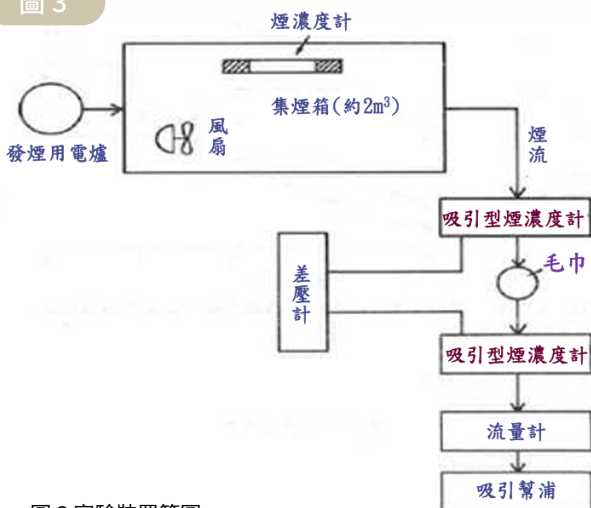 圖 3
煙濃度計
集煙箱(約2m³)
風扇
發煙用電爐
煙流
吸引型煙濃度計
毛巾
差壓計
吸引型煙濃度計
流量計
吸引幫浦